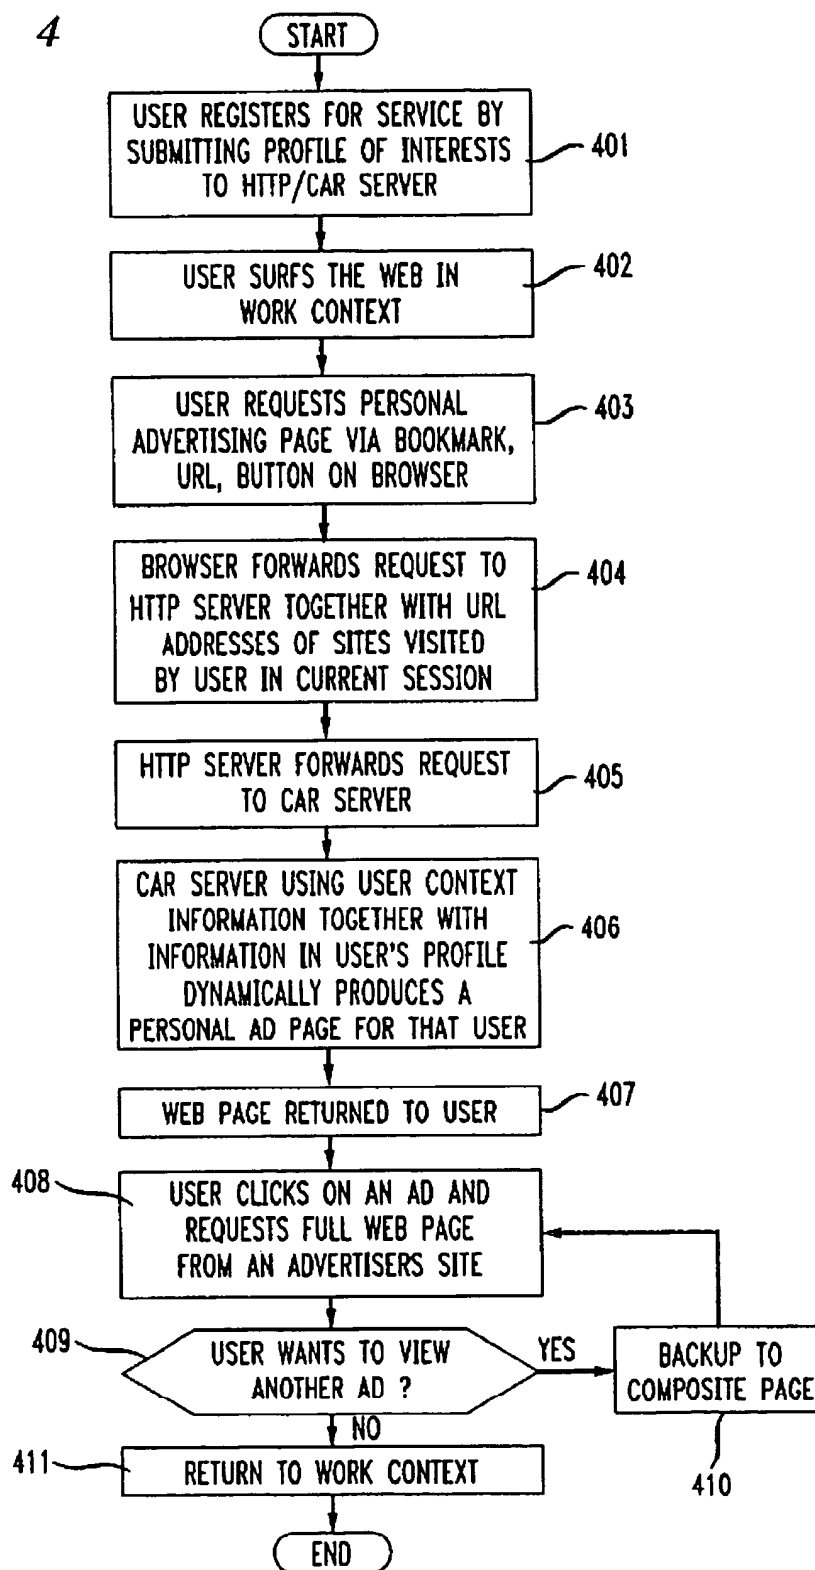 4
START
USER REGISTERS FOR SERVICE BY
SUBMITTING PROFILE OF INTERESTS
TO HTTP/CAR SERVER
401
USER SURFS THE WEB IN
WORK CONTEXT
402
USER REQUESTS PERSONAL
ADVERTISING PAGE VIA BOOKMARK,
URL, BUTTON ON BROWSER
403
BROWSER FORWARDS REQUEST TO
HTTP SERVER TOGETHER WITH URL
ADDRESSES OF SITES VISITED
BY USER IN CURRENT SESSION
404
HTTP SERVER FORWARDS REQUEST
TO CAR SERVER
405
CAR SERVER USING USER CONTEXT
INFORMATION TOGETHER WITH
INFORMATION IN USER'S PROFILE
DYNAMICALLY PRODUCES A
PERSONAL AD PAGE FOR THAT USER
406
WEB PAGE RETURNED TO USER
407
408
USER CLICKS ON AN AD AND
REQUESTS FULL WEB PAGE
FROM AN ADVERTISERS SITE
409
USER WANTS TO VIEW
ANOTHER AD ?
YES
BACKUP TO
COMPOSITE PAGE
410
NO
411
RETURN TO WORK CONTEXT
END